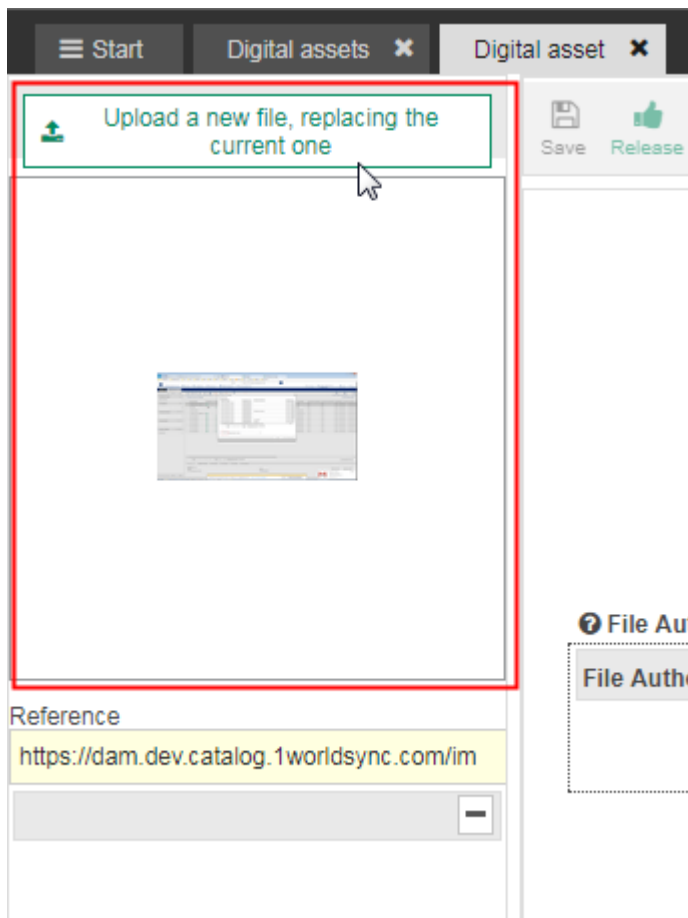 Start
Digital assets
Digital asset
Upload a new file, replacing the
current one
Save
Release
File Au
File Auth
Reference
https://dam.dev.catalog.1worldsync.com/im